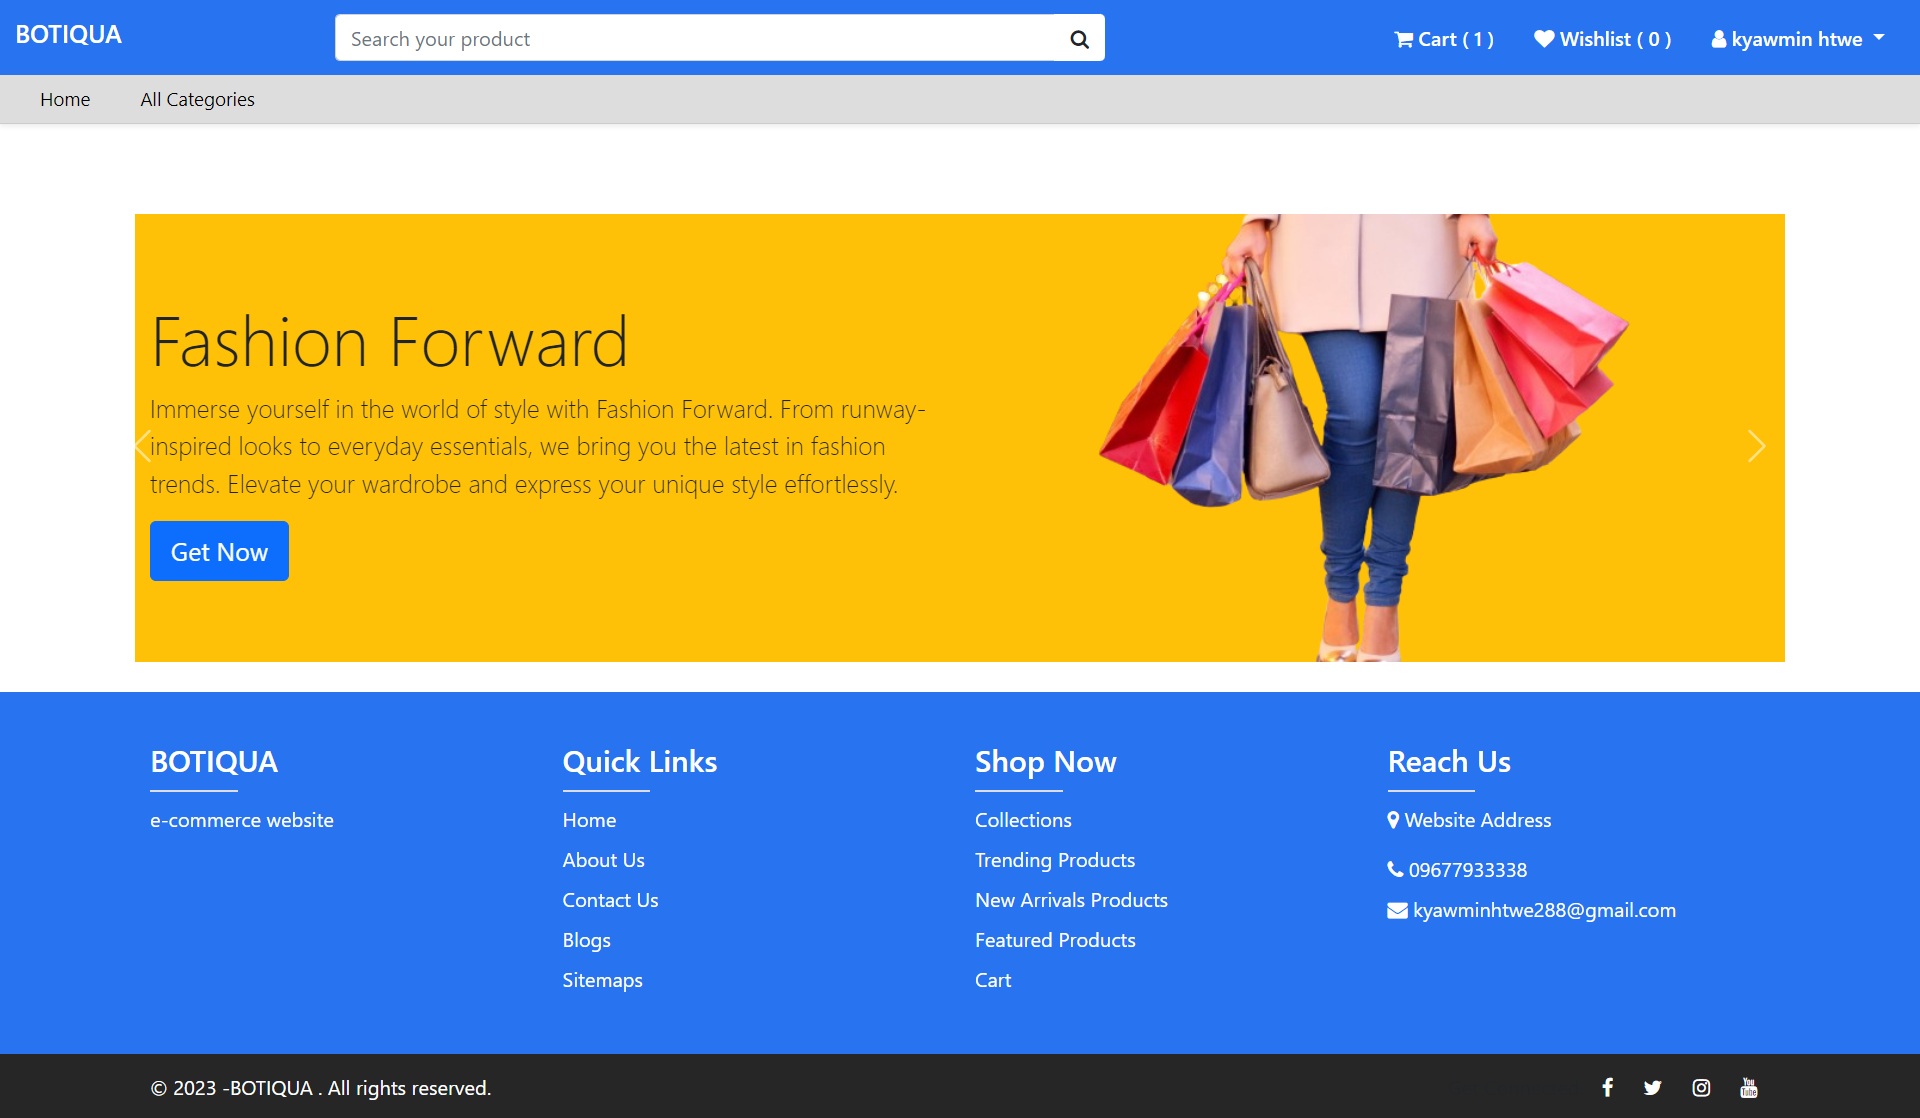 BOTIQUA
Search your product
Cart ( 1 )
Wishlist ( 0 )
kyawmin htwe
Home
All Categories
Fashion Forward
Immerse yourself in the world of style with Fashion Forward. From runway-
inspired looks to everyday essentials, we bring you the latest in fashion
trends. Elevate your wardrobe and express your unique style effortlessly.
Get Now
BOTIQUA
e-commerce website
Quick Links
Home
About Us
Contact Us
Blogs
Sitemaps
Shop Now
Collections
Trending Products
New Arrivals Products
Featured Products
Cart
Reach Us
Website Address
09677933338
kyawminhtwe288@gmail.com
© 2023 -BOTIQUA . All rights reserved.
You
Tube